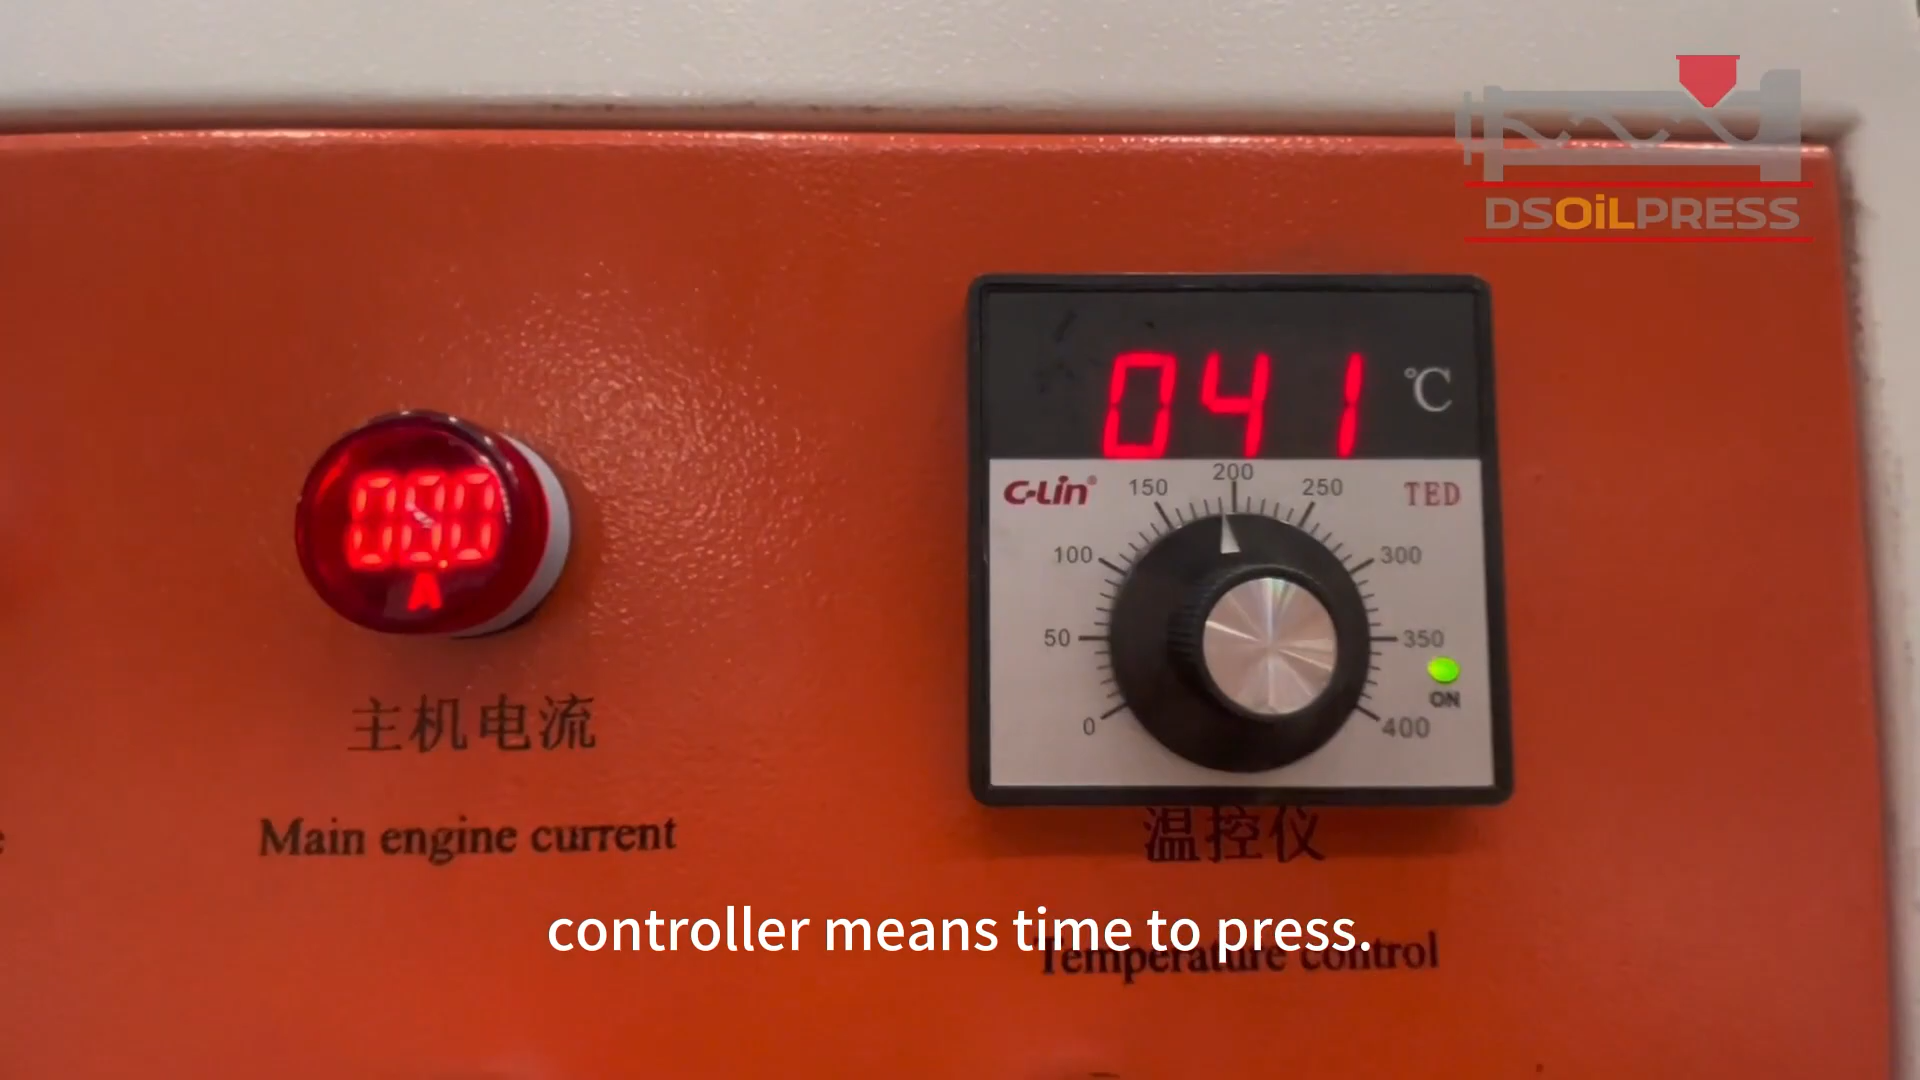 DSOiLPRESS
041 °C
C-Lin® TED
0 50 100 150 200 250 300 350 400
ON
A
主机电流
Main engine current
温控仪
Temperature control
controller means time to press.